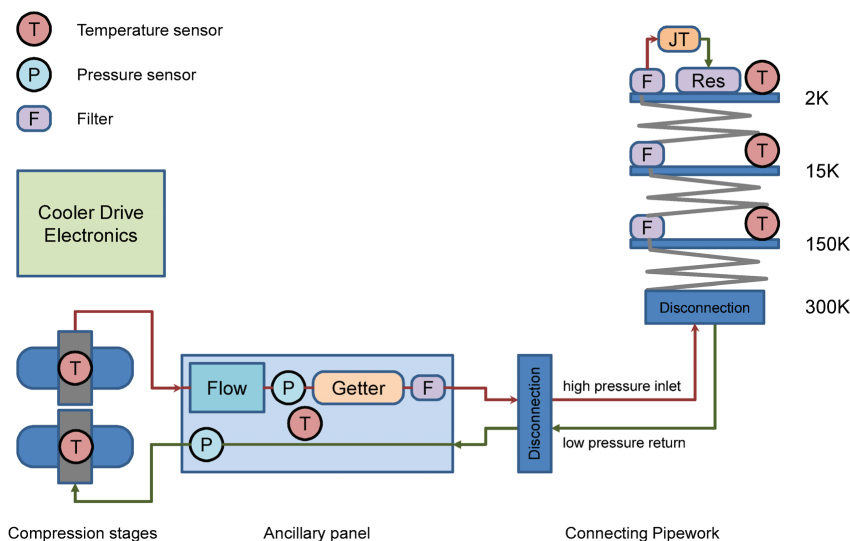 T Temperature sensor
P Pressure sensor
F Filter
Cooler Drive
Electronics
JT
F Res T
2K
F T
15K
F T
150K
Disconnection 300K
T
Flow P Getter F
T
T
P
Disconnection
high pressure inlet
low pressure return
Compression stages Ancillary panel Connecting Pipework